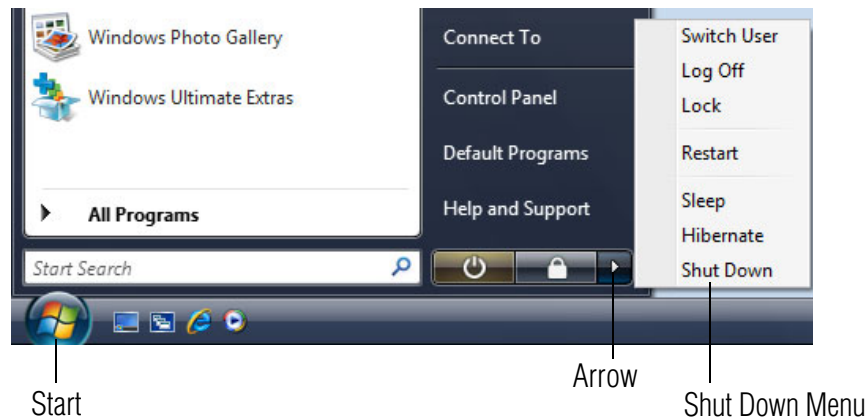 Windows Photo Gallery
Windows Ultimate Extras
All Programs
Start Search
Connect To
Control Panel
Default Programs
Help and Support
Switch User
Log Off
Lock
Restart
Sleep
Hibernate
Shut Down
Start
Arrow
Shut Down Menu